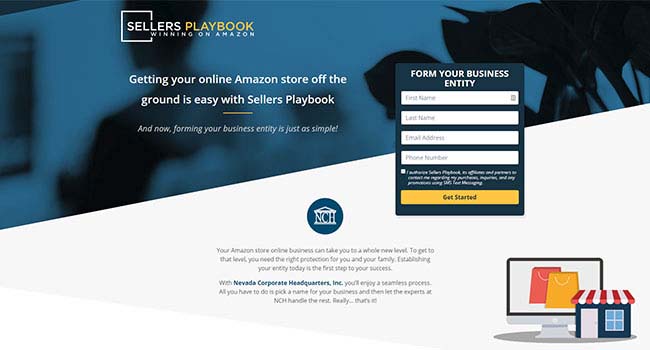 SELLERS PLAYBOOK
WINNING ON AMAZON
Getting your online Amazon store off the
ground is easy with Sellers Playbook
And now, forming your business entity is just as simple!
FORM YOUR BUSINESS
ENTITY
First Name
Last Name
Email Address
Phone Number
I authorize Sellers Playbook, its affiliates and partners to
contact me regarding my purchases, inquiries, and any
promotions using SMS Text Messaging.
Get Started
NCH
Your Amazon store online business can take you to a whole new level. To get to
that level, you need the right protection for you and your family. Establishing
your entity today is the first step to your success.
With Nevada Corporate Headquarters, Inc. you'll enjoy a seamless process.
All you have to do is pick a name for your business and then let the experts at
NCH handle the rest. Really... that's it!